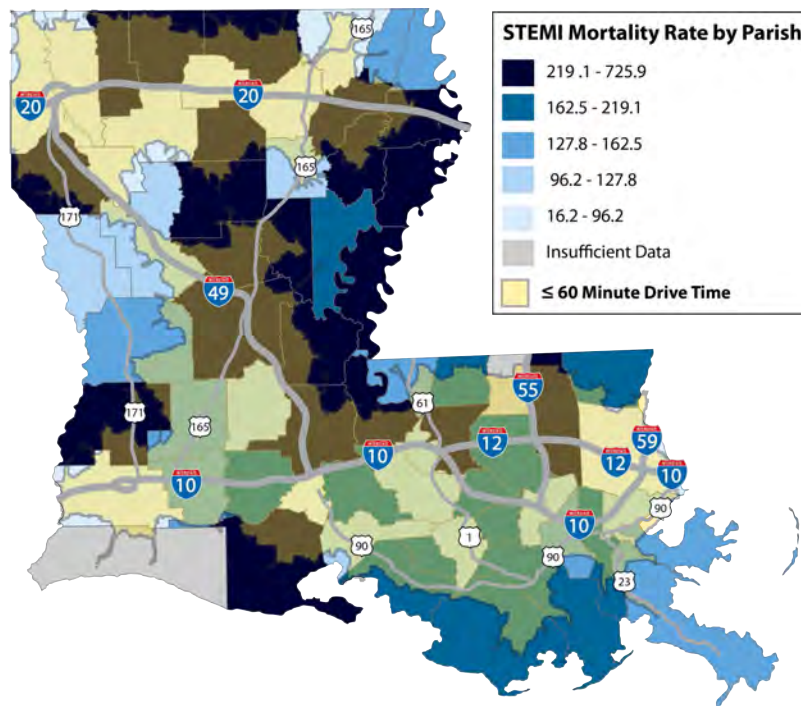 165
STEMI Mortality Rate by Parish
219 .1 - 725.9
162.5 - 219.1
127.8 - 162.5
96.2 - 127.8
16.2 - 96.2
Insufficient Data
≤ 60 Minute Drive Time
20
20
165
171
49
171
165
61
55
10
10
12
12
59
10
90
10
90
1
90
23